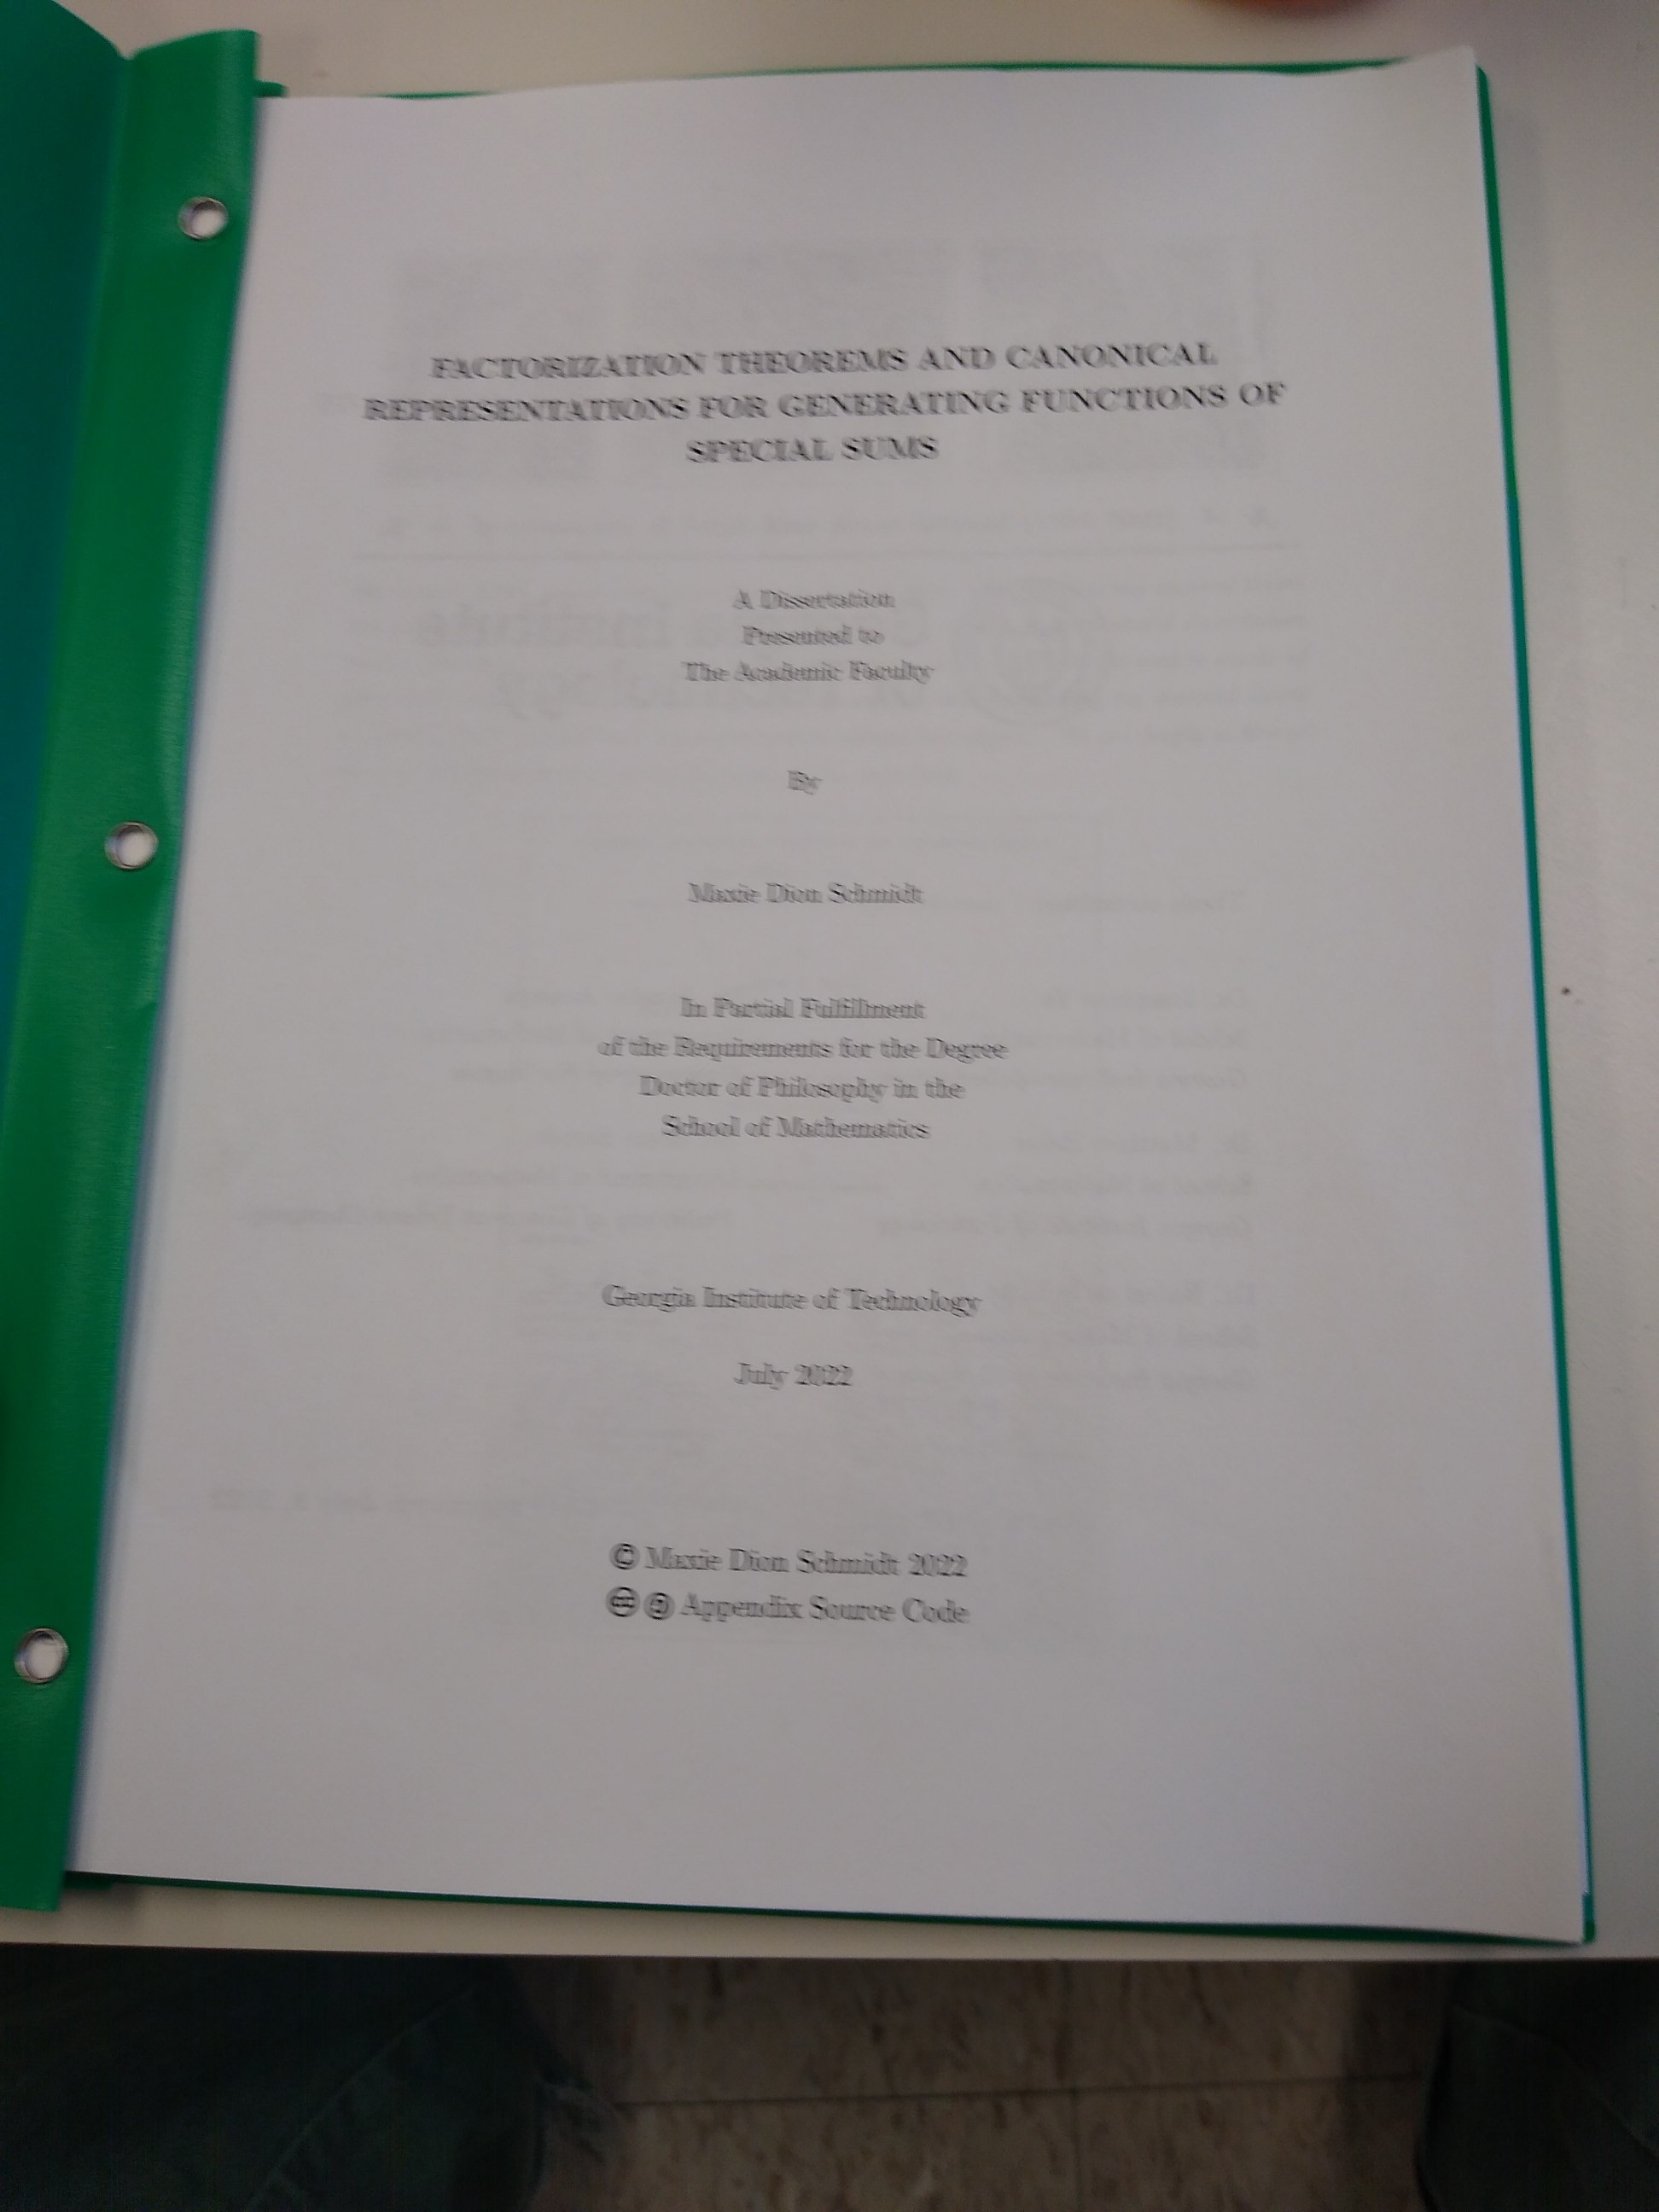 FACTORIZATION THEOREMS AND CANONICAL
REPRESENTATIONS FOR GENERATING FUNCTIONS OF
SPECIAL SUMS
A Dissertation
Presented to
The Academic Faculty
By
Maxie Dion Schmidt
In Partial Fulfillment
of the Requirements for the Degree
Doctor of Philosophy in the
School of Mathematics
Georgia Institute of Technology
July 2022
© Maxie Dion Schmidt 2022
Appendix Source Code